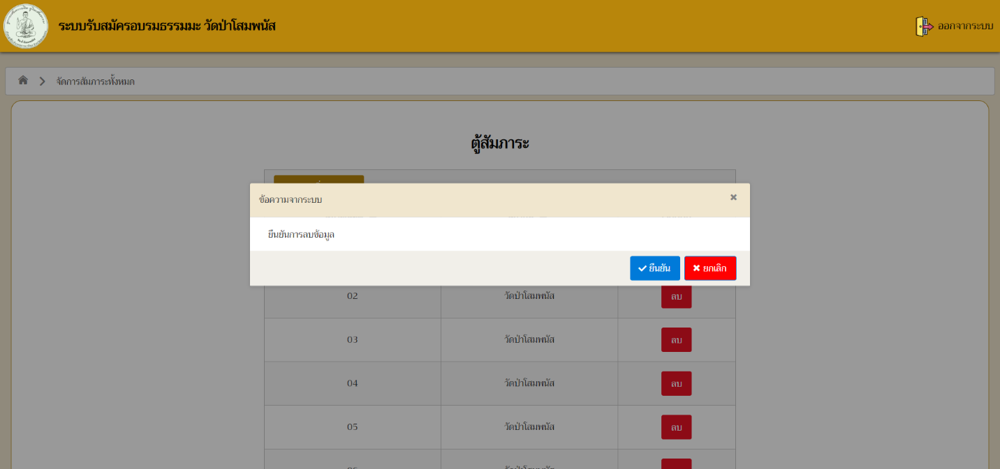 ระบบรับสมัครอบรมธรรมมะ วัดป่าโสมพนัส
ออกจากระบบ
จัดการสัมภาระทั้งหมด
ตู้สัมภาระ
ข้อความจากระบบ
ยืนยันการลบข้อมูล
ยืนยัน ยกเลิก
02 วัดป่าโสมพนัส ลบ
03 วัดป่าโสมพนัส ลบ
04 วัดป่าโสมพนัส ลบ
05 วัดป่าโสมพนัส ลบ